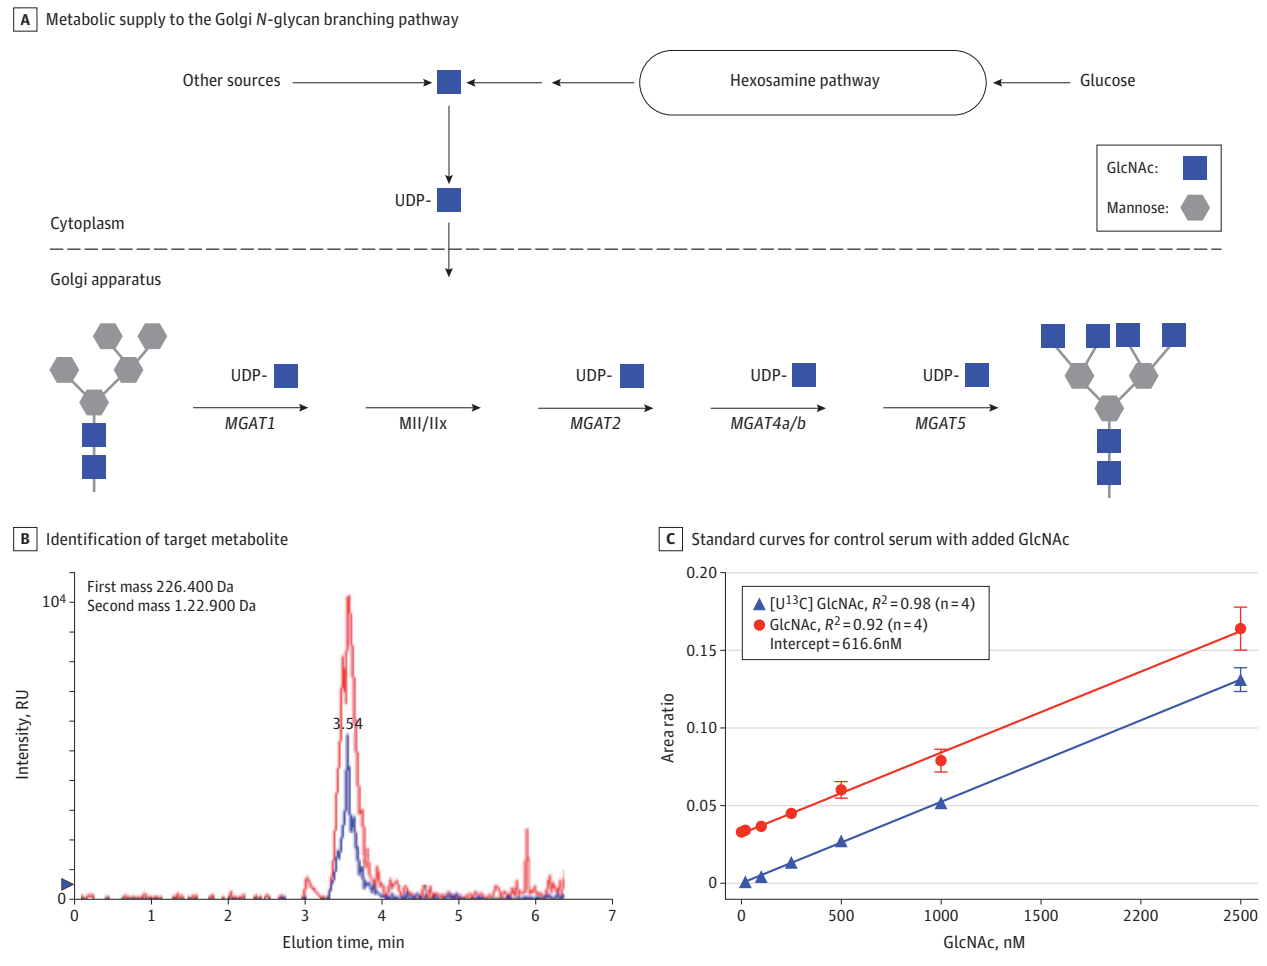 A Metabolic supply to the Golgi N-glycan branching pathway
Other sources
Hexosamine pathway
Glucose
GlcNAc:
Mannose:
UDP-
Cytoplasm
Golgi apparatus
UDP-
UDP-
UDP-
UDP-
MGAT1
MII/IIx
MGAT2
MGAT4a/b
MGAT5
B Identification of target metabolite
First mass 226.400 Da
Second mass 1.22.900 Da
10⁴
3.54
0
Intensity, RU
0 1 2 3 4 5 6 7
Elution time, min
C Standard curves for control serum with added GlcNAc
[U¹³C] GlcNAc, R² = 0.98 (n = 4)
GlcNAc, R² = 0.92 (n = 4)
Intercept = 616.6nM
0.20
0.15
0.10
0.05
0
Area ratio
0 500 1000 1500 2200 2500
GlcNAc, nM